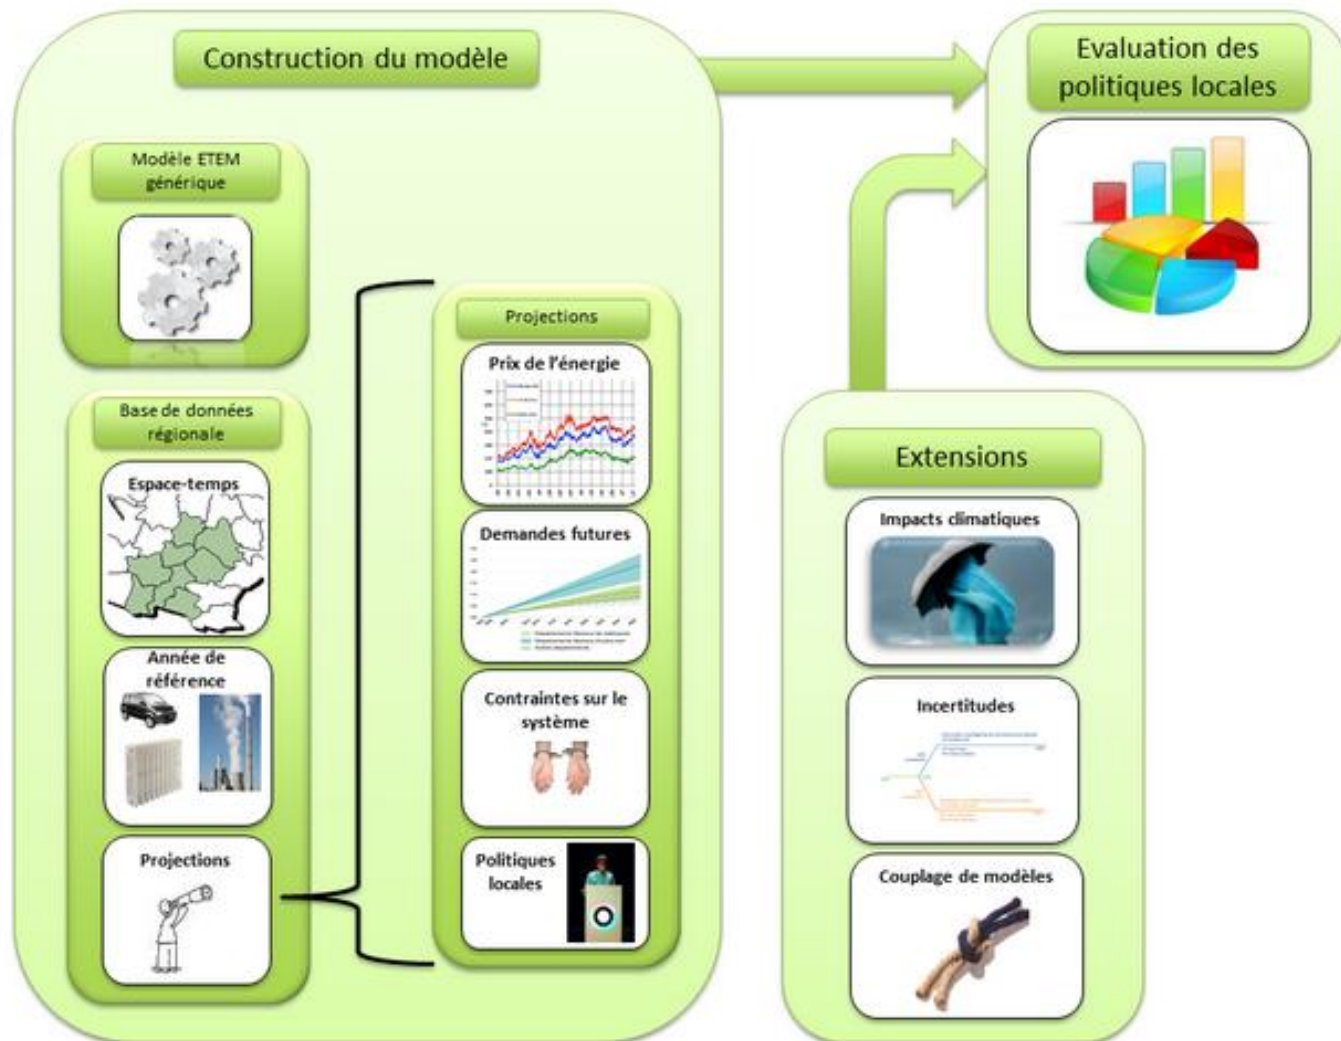 Construction du modèle
Modèle ETEM
générique
Base de données
régionale
Espace-temps
Année de
référence
Projections
Projections
Prix de l'énergie
Demandes futures
Contraintes sur le
système
Politiques
locales
Evaluation des
politiques locales
Extensions
Impacts climatiques
Incertitudes
Couplage de modèles